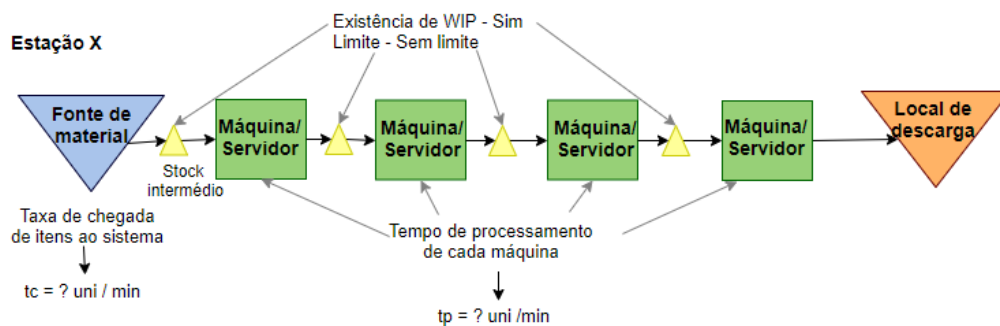 Existência de WIP - Sim
Limite - Sem limite
Estação X
Fonte de
material
Máquina/
Servidor
Máquina/
Servidor
Máquina/
Servidor
Máquina/
Servidor
Local de
descarga
Stock
intermédio
Taxa de chegada
de itens ao sistema
Tempo de processamento
de cada máquina
tc = ? uni / min
tp = ? uni /min